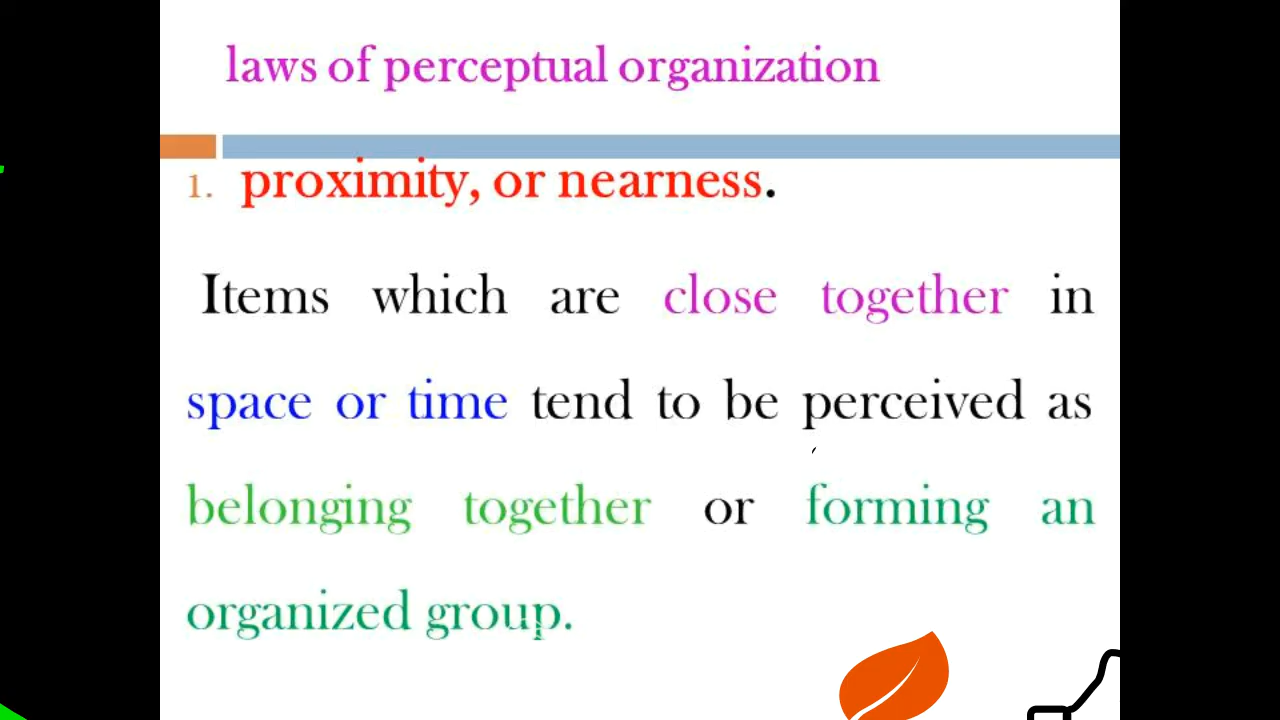 laws of perceptual organization
1. proximity, or nearness.
Items which are close together in
space or time tend to be perceived as
belonging together or forming an
organized group.